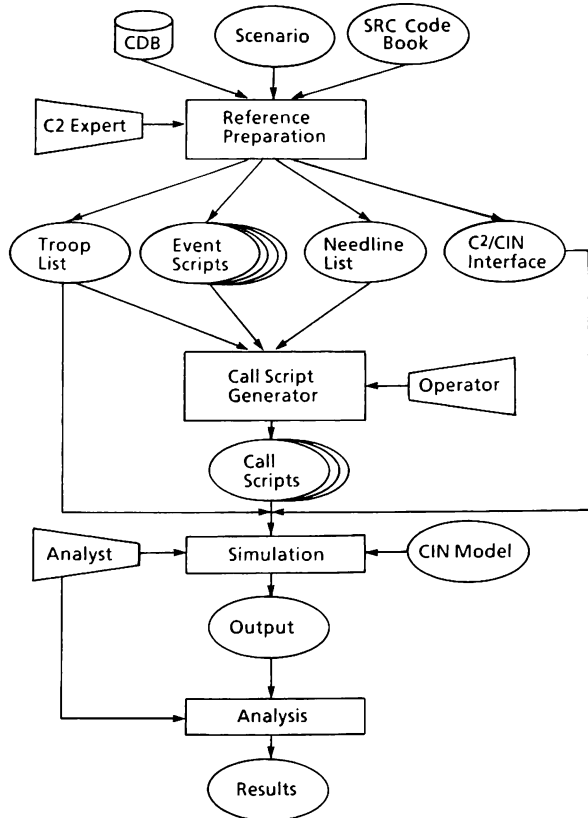 CDB
Scenario
SRC Code
Book
C2 Expert
Reference
Preparation
Troop
List
Event
Scripts
Needline
List
C²/CIN
Interface
Call Script
Generator
Operator
Call
Scripts
Analyst
Simulation
CIN Model
Output
Analysis
Results